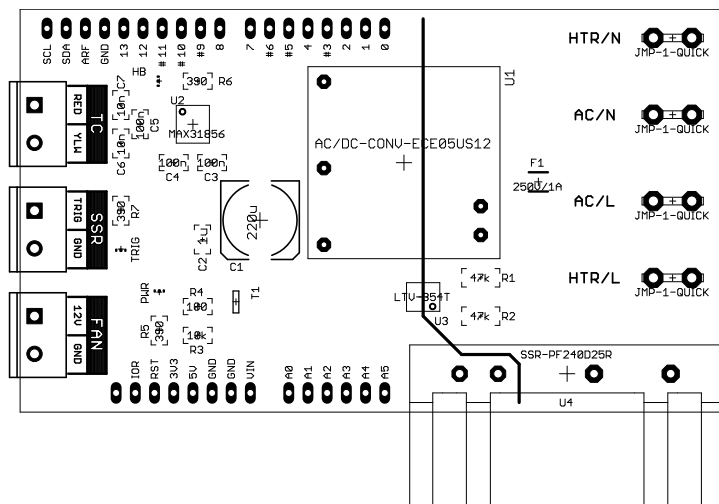 SCL SDA ARF GND 13 12 #11 #10 #9 8 7 #6 #5 4 #3 2 1 0
HTR/N
JMP-1-QUICK
HB
C7
10n
390
R6
U1
RED
YLW
TC
U2
100n
C5
MAX31856
AC/DC-CONV-ECE05US12
AC/N
JMP-1-QUICK
10n
C6
100n
C4
100n
C3
F1
250V/1A
TRIG
GND
SSR
390
R7
TRIG
220u
1u
C2
C1
AC/L
JMP-1-QUICK
HTR/L
JMP-1-QUICK
47k
R1
PWR
R4
100
T1
LTV-354T
U3
12V
GND
FAN
R5
390
10k
R3
47k
R2
SSR-PF240D25R
IOR RST 3V3 5V GND GND VIN A0 A1 A2 A3 A4 A5
U4